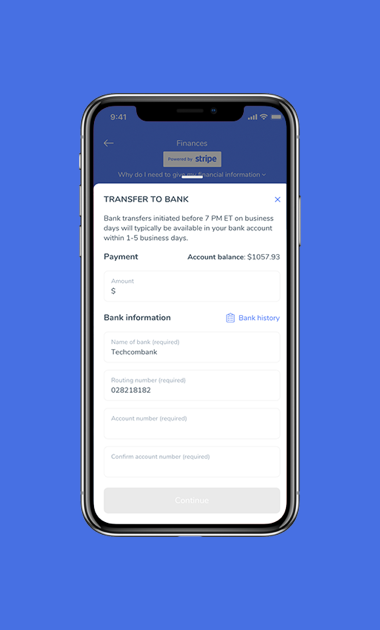 9:41
Finances
Powered by stripe
Why do I need to give my financial information
TRANSFER TO BANK
Bank transfers initiated before 7 PM ET on business
days will typically be available in your bank account
within 1-5 business days.
Payment
Account balance: $1057.93
Amount
$
Bank information
Bank history
Name of bank (required)
Techcombank
Routing number (required)
028218182
Account number (required)
Confirm account number (required)
Continue